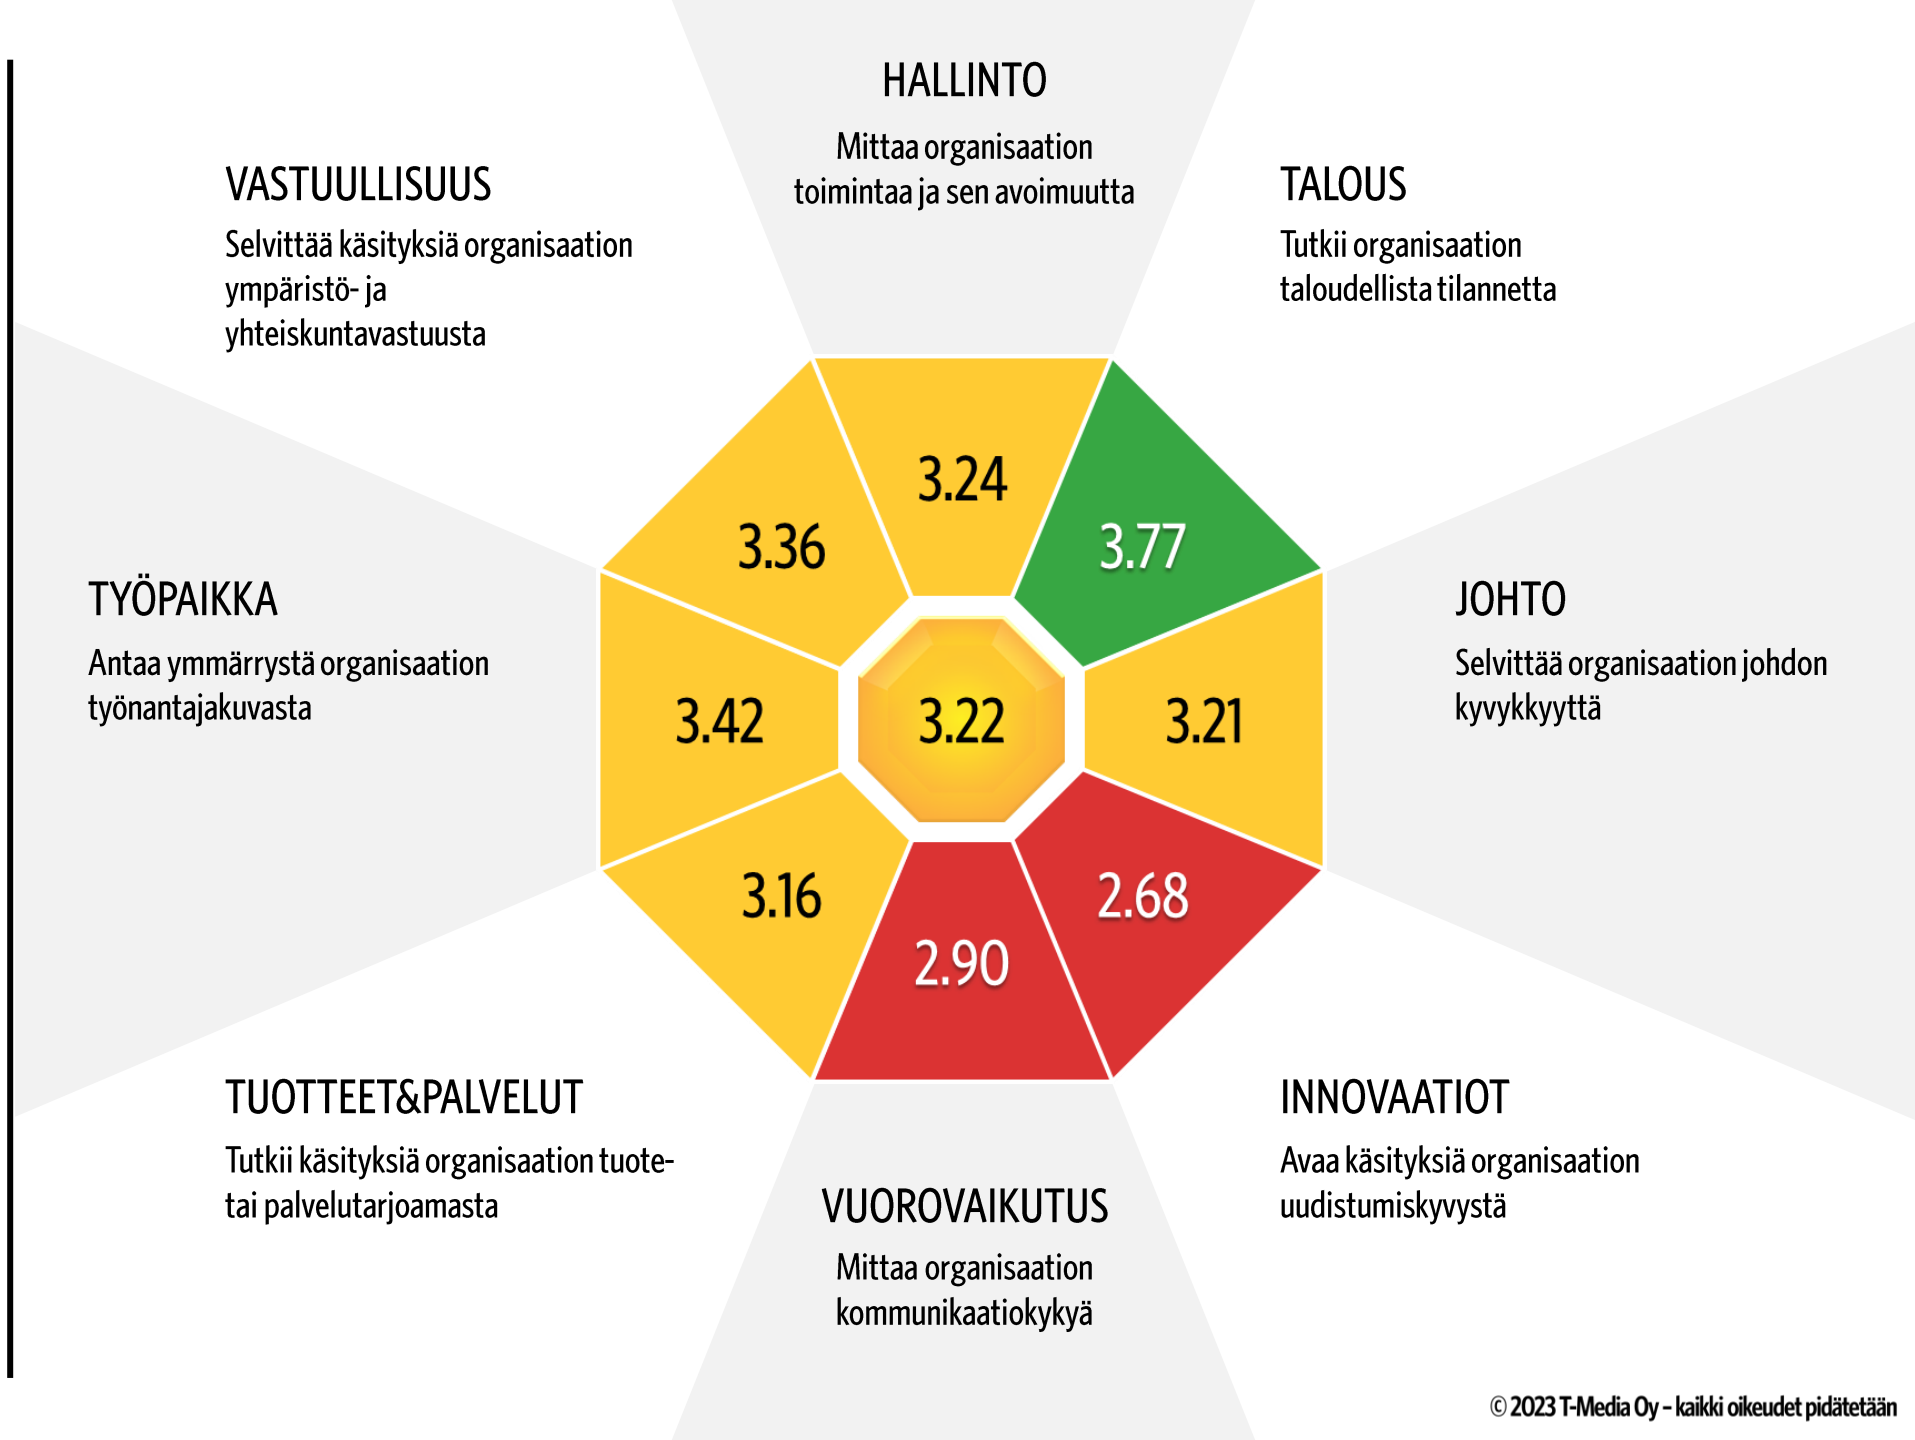 HALLINTO
Mittaa organisaation
toimintaa ja sen avoimuutta
VASTUULLISUUS
Selvittää käsityksiä organisaation
ympäristö- ja
yhteiskuntavastuusta
TALOUS
Tutkii organisaation
taloudellista tilannetta
3.24
3.36
3.77
TYÖPAIKKA
Antaa ymmärrystä organisaation
työnantajakuvasta
JOHTO
Selvittää organisaation johdon
kyvykkyyttä
3.42
3.22
3.21
3.16
2.68
2.90
TUOTTEET&PALVELUT
Tutkii käsityksiä organisaation tuote-
tai palvelutarjoamasta
VUOROVAIKUTUS
Mittaa organisaation
kommunikaatiokykyä
INNOVAATIOT
Avaa käsityksiä organisaation
uudistumiskyvystä
© 2023 T-Media Oy – kaikki oikeudet pidätetään